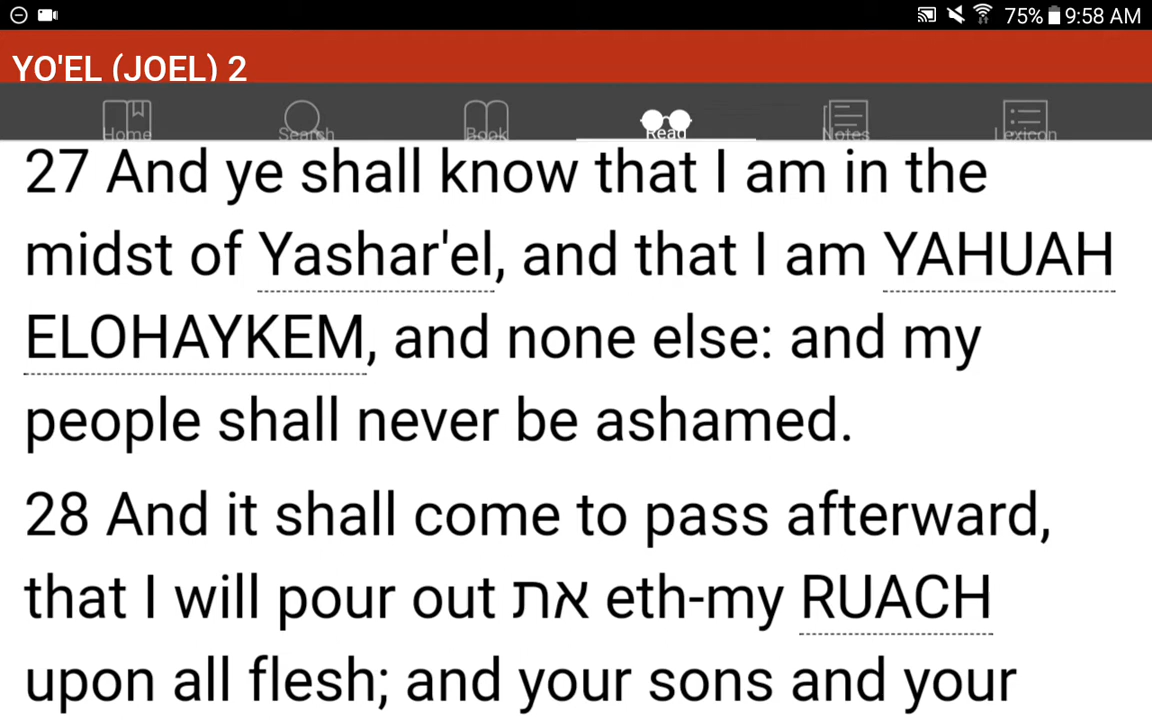 75% 9:58 AM
YO'EL (JOEL) 2
Home Search Book Read Notes Lexicon
27 And ye shall know that I am in the
midst of Yashar'el, and that I am YAHUAH
ELOHAYKEM, and none else: and my
people shall never be ashamed.
28 And it shall come to pass afterward,
that I will pour out את eth-my RUACH
upon all flesh; and your sons and your